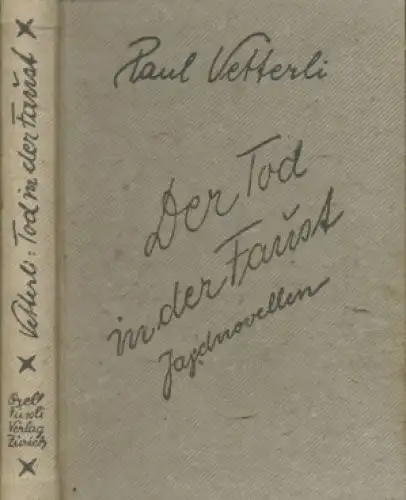 Paul Vetterli
Der Tod
in der Faust
Jagdnovellen
Vetterli: Tod in der Faust
Orell
Füssli
Verlag
Zürich